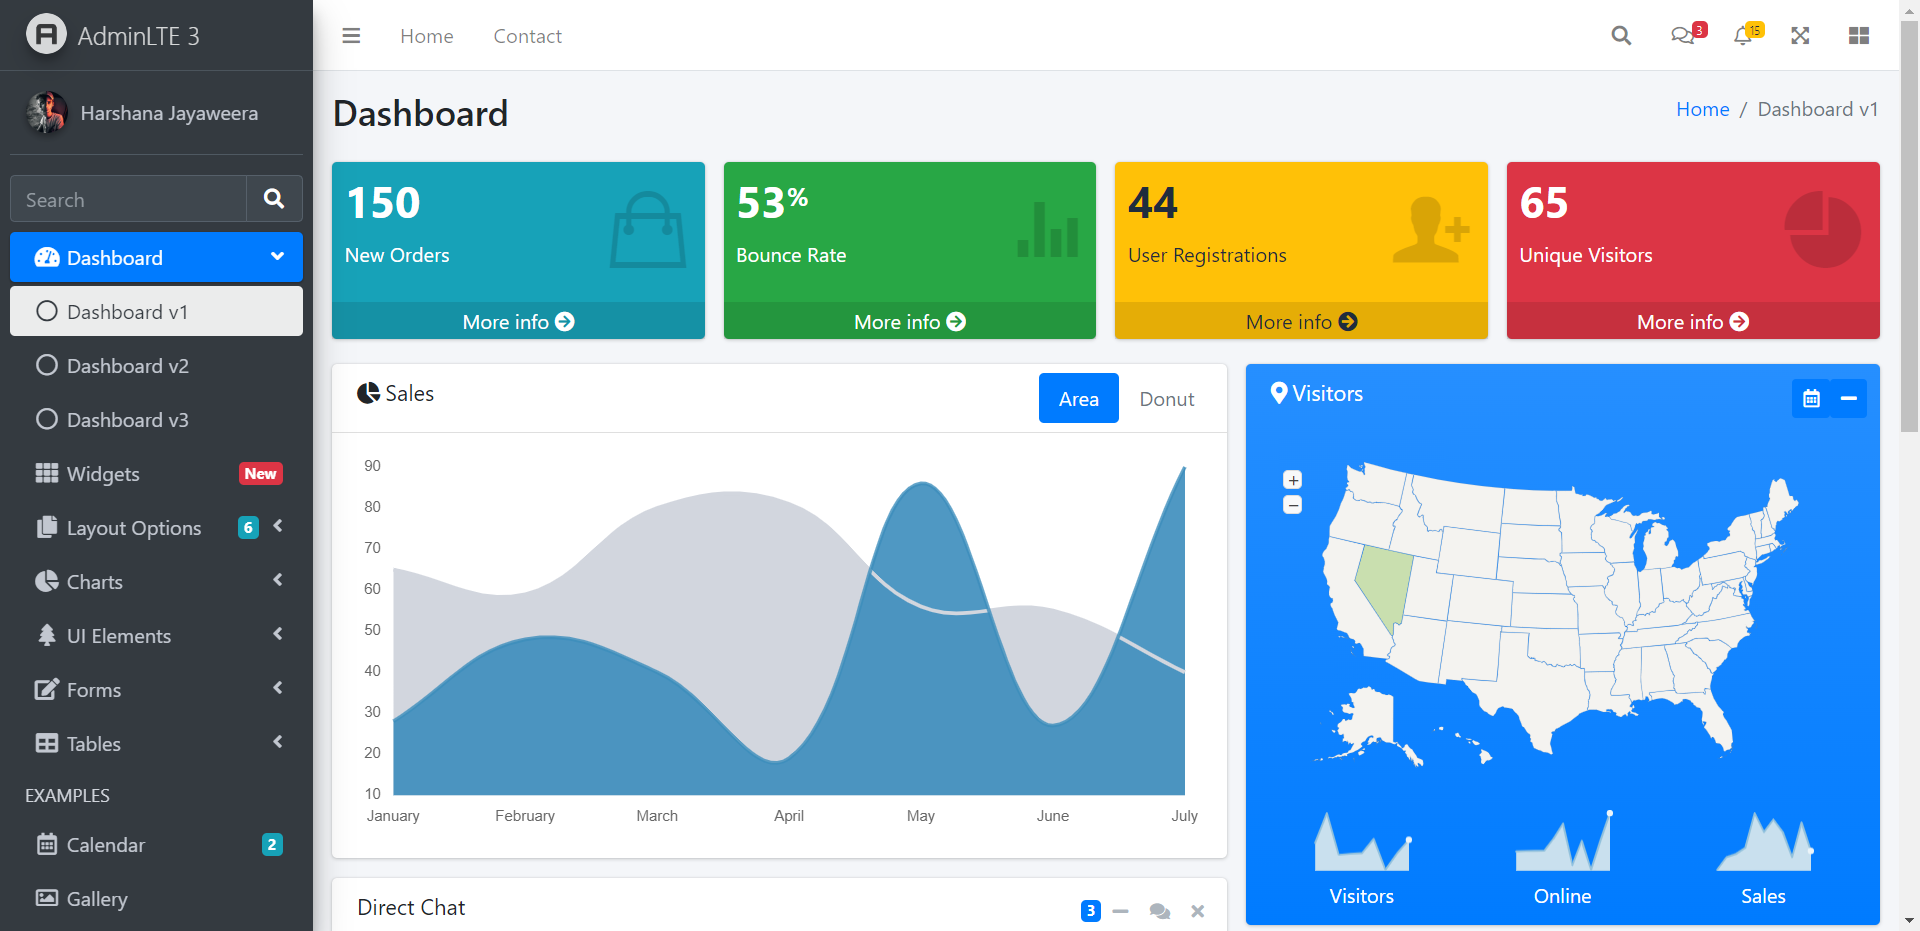 AdminLTE 3
Home
Contact
3
15
Harshana Jayaweera
Search
Dashboard
Dashboard v1
Dashboard v2
Dashboard v3
Widgets
New
Layout Options
6
Charts
UI Elements
Forms
Tables
EXAMPLES
Calendar
2
Gallery
Dashboard
Home / Dashboard v1
150
New Orders
More info
53%
Bounce Rate
More info
44
User Registrations
More info
65
Unique Visitors
More info
Sales
Area
Donut
90
80
70
60
50
40
30
20
10
January February March April May June July
Direct Chat
3
Visitors
+
−
Visitors
Online
Sales